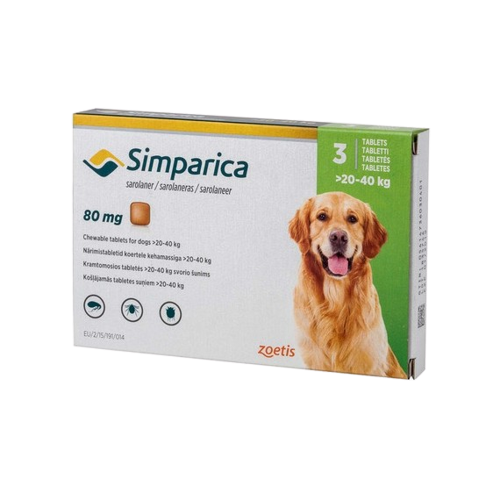 Simparica
sarolaner / sarolaneras / sarolaneer
80 mg
Chewable tablets for dogs >20-40 kg
Närimistabletid koertele kehamassiga >20-40 kg
Kramtomosios tabletės >20-40 kg svorio šunims
Košļājamās tabletes suņiem >20-40 kg
EU/2/15/191/014
3
TABLETS
TABLETTI
TABLETĖS
TABLETES
>20-40 kg
zoetis